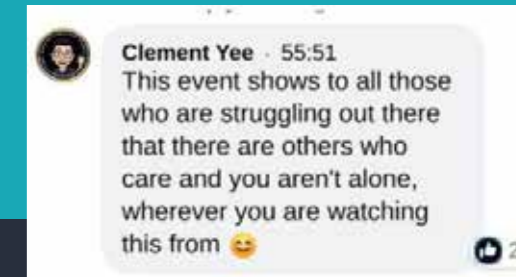 Clement Yee · 55:51
This event shows to all those
who are struggling out there
that there are others who
care and you aren't alone,
wherever you are watching
this from 😊
2